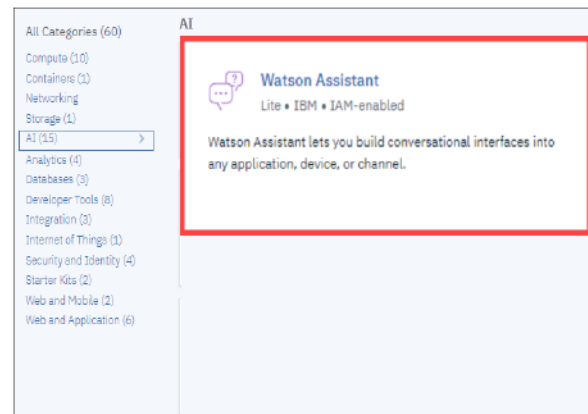 All Categories (60)
Compute (10)
Containers (1)
Networking
Storage (1)
AI (15)
Analytics (4)
Databases (3)
Developer Tools (8)
Integration (3)
Internet of Things (1)
Security and Identity (4)
Starter Kits (2)
Web and Mobile (2)
Web and Application (6)
AI
Watson Assistant
Lite • IBM • IAM-enabled
Watson Assistant lets you build conversational interfaces into
any application, device, or channel.